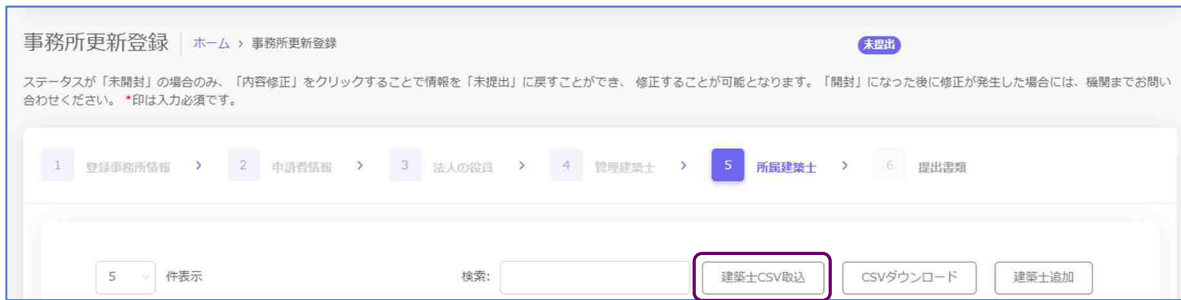 事務所更新登録 ホーム > 事務所更新登録 未提出
ステータスが「未開封」の場合のみ、「内容修正」をクリックすることで情報を「未提出」に戻すことができ、 修正することが可能となります。「開封」になった後に修正が発生した場合には、機関までお問い
合わせください。 *印は入力必須です。
1 登録事務所情報 > 2 申請者情報 > 3 法人の役員 > 4 管理建築士 > 5 所属建築士 > 6 提出書類
5 件表示 検索: 建築士CSV取込 CSVダウンロード 建築士追加